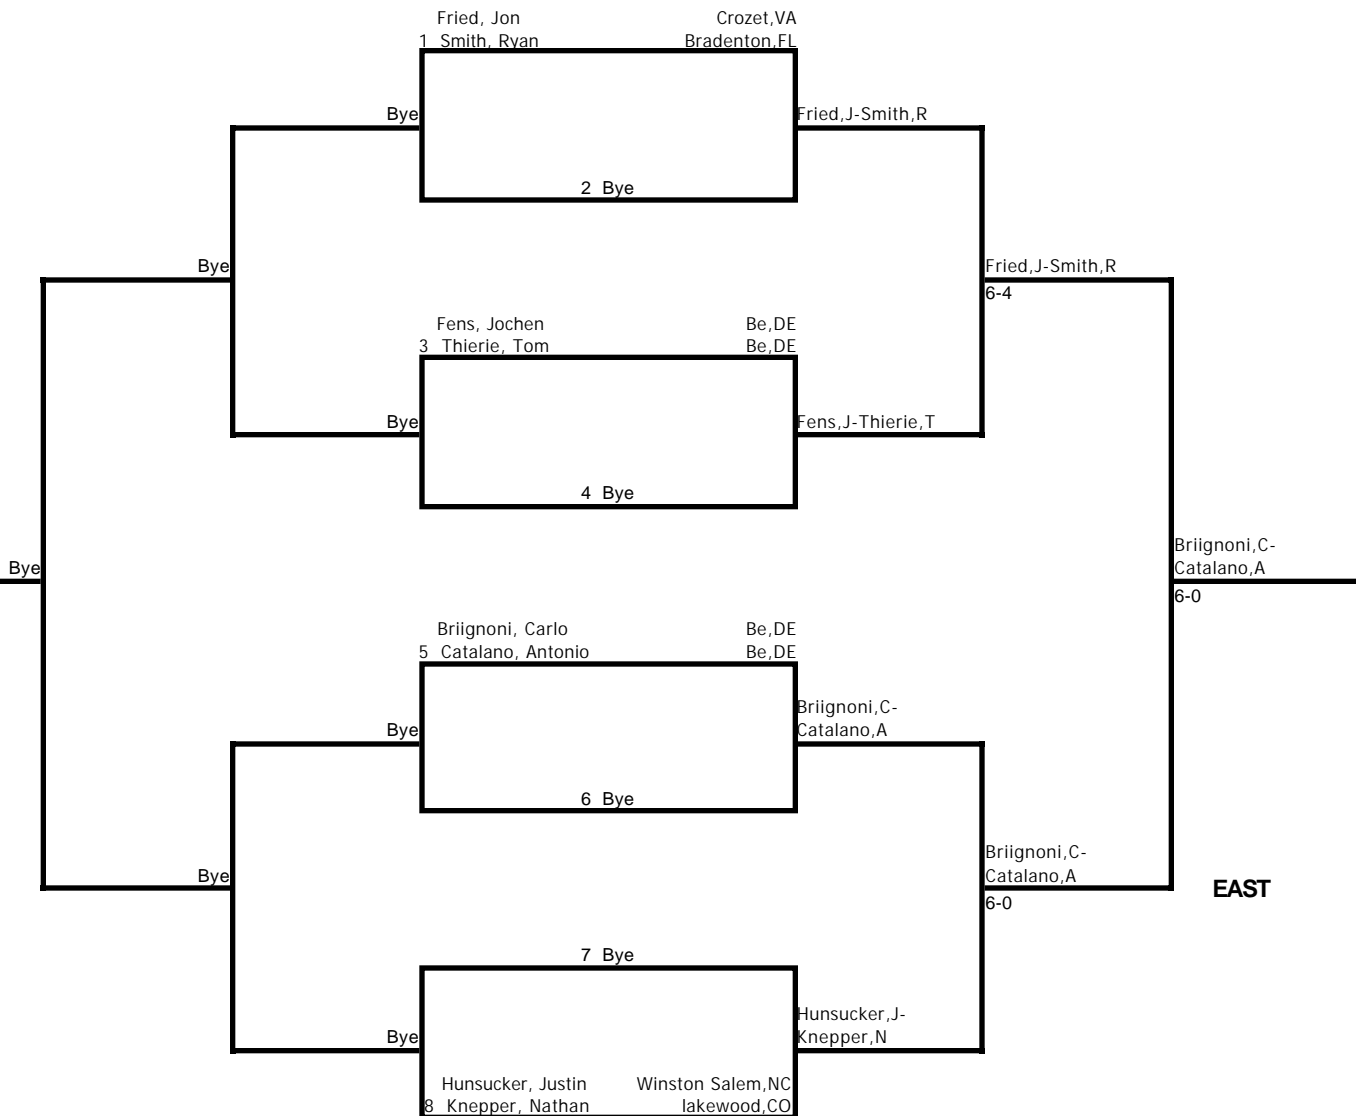 Fried, Jon Crozet,VA
1 Smith, Ryan Bradenton,FL
Bye Fried,J-Smith,R
2 Bye
Bye Fried,J-Smith,R
6-4
Fens, Jochen Be,DE
3 Thierie, Tom Be,DE
Bye Fens,J-Thierie,T
4 Bye
Briignoni,C-
Bye Catalano,A
6-0
Briignoni, Carlo Be,DE
5 Catalano, Antonio Be,DE
Briignoni,C-
Bye Catalano,A
6 Bye
Briignoni,C-
Bye Catalano,A
EAST
6-0
7 Bye
Hunsucker,J-
Bye Knepper,N
Hunsucker, Justin Winston Salem,NC
8 Knepper, Nathan lakewood,CO